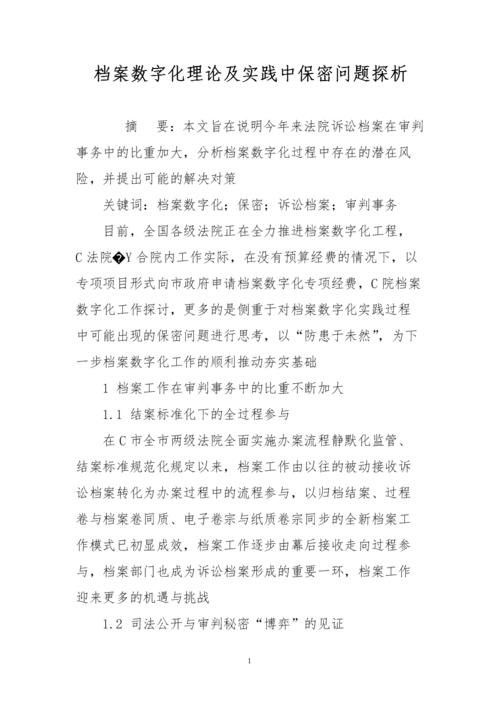 档案数字化理论及实践中保密问题探析
摘 要：本文旨在说明今年来法院诉讼档案在审判
事务中的比重加大，分析档案数字化过程中存在的潜在风
险，并提出可能的解决对策
关键词：档案数字化；保密；诉讼档案；审判事务
目前，全国各级法院正在全力推进档案数字化工程，
C法院�Y合院内工作实际，在没有预算经费的情况下，以
专项项目形式向市政府申请档案数字化专项经费，C院档案
数字化工作探讨，更多的是侧重于对档案数字化实践过程
中可能出现的保密问题进行思考，以“防患于未然”，为下
一步档案数字化工作的顺利推动夯实基础
1 档案工作在审判事务中的比重不断加大
1.1 结案标准化下的全过程参与
在C市全市两级法院全面实施办案流程静默化监管、
结案标准规范化规定以来，档案工作由以往的被动接收诉
讼档案转化为办案过程中的流程参与，以归档结案、过程
卷与档案卷同质、电子卷宗与纸质卷宗同步的全新档案工
作模式已初显成效，档案工作逐步由幕后接收走向过程参
与，档案部门也成为诉讼档案形成的重要一环，档案工作
迎来更多的机遇与挑战
1.2 司法公开与审判秘密“博弈”的见证
1